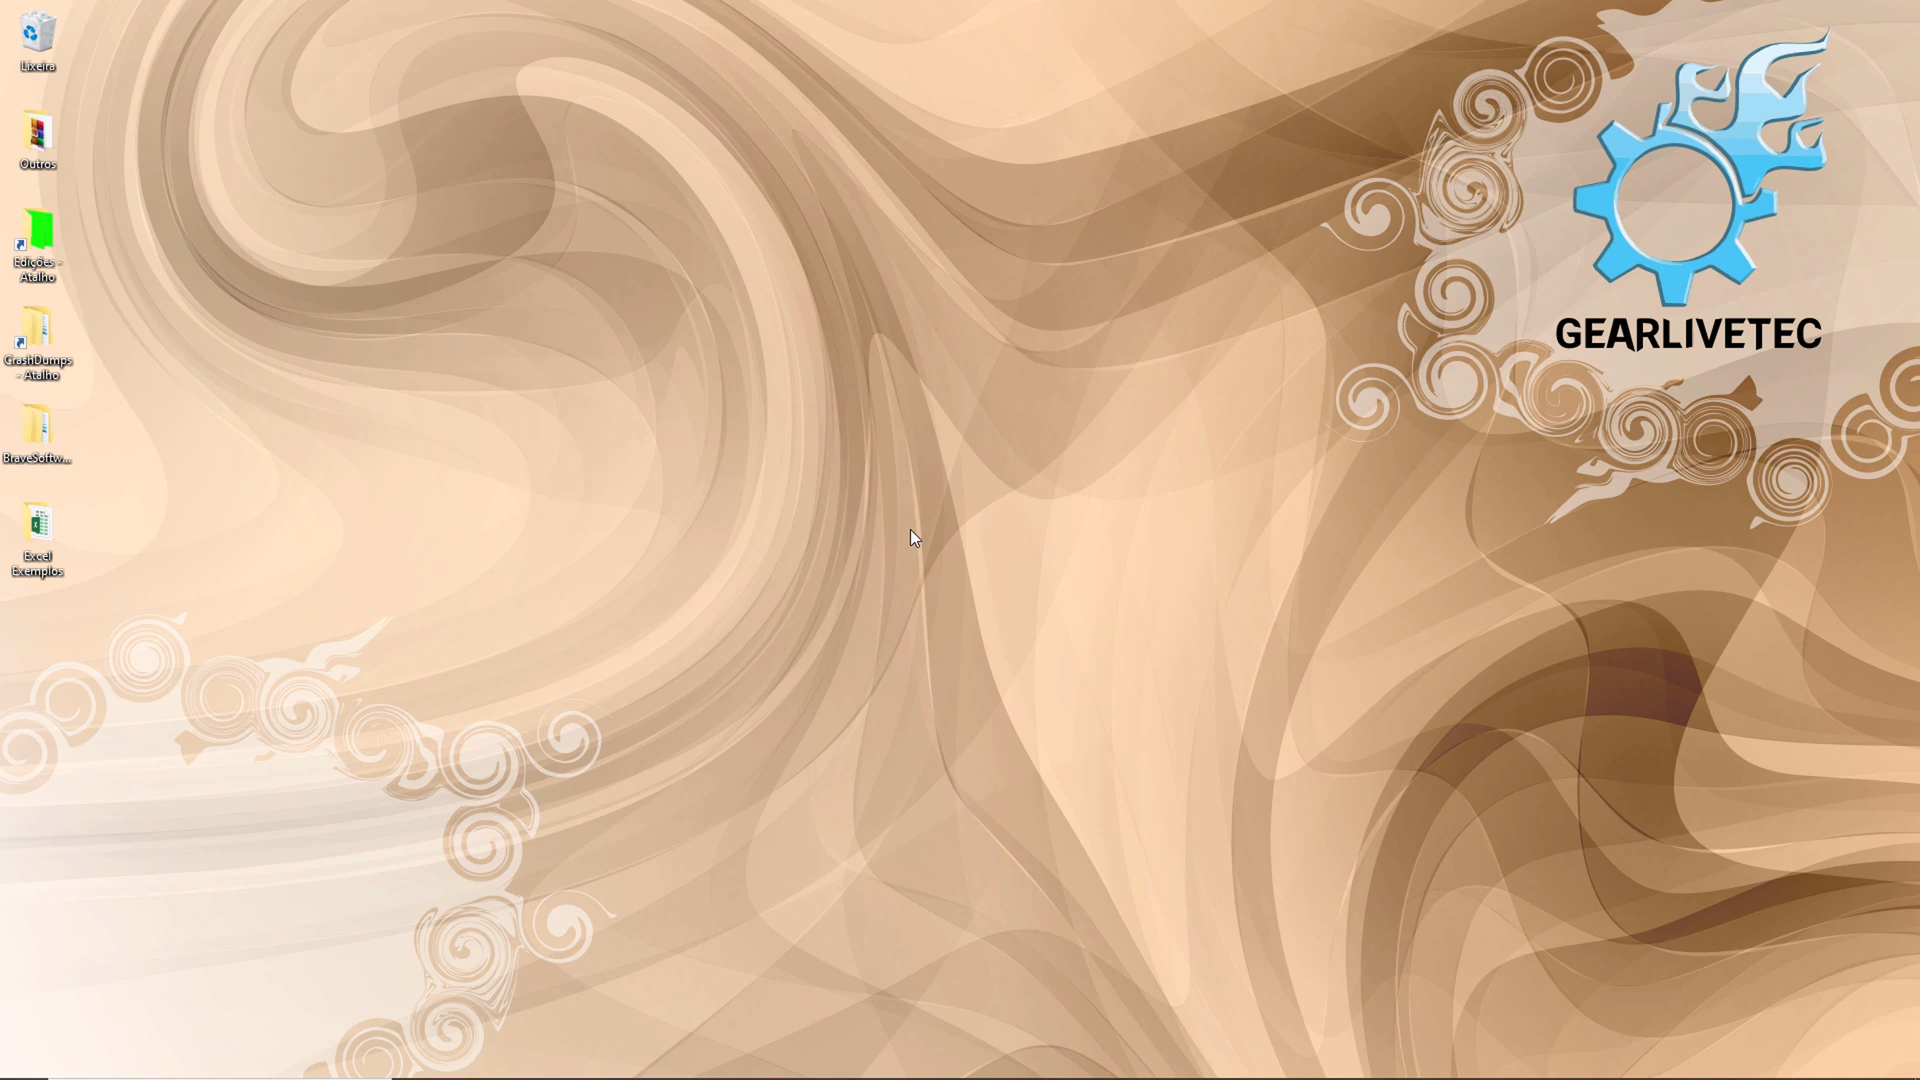 Lixeira
Outros
Edições -
Atalho
CrashDumps
- Atalho
BraveSoftw...
Excel
Exemplos
GEARLIVETEC